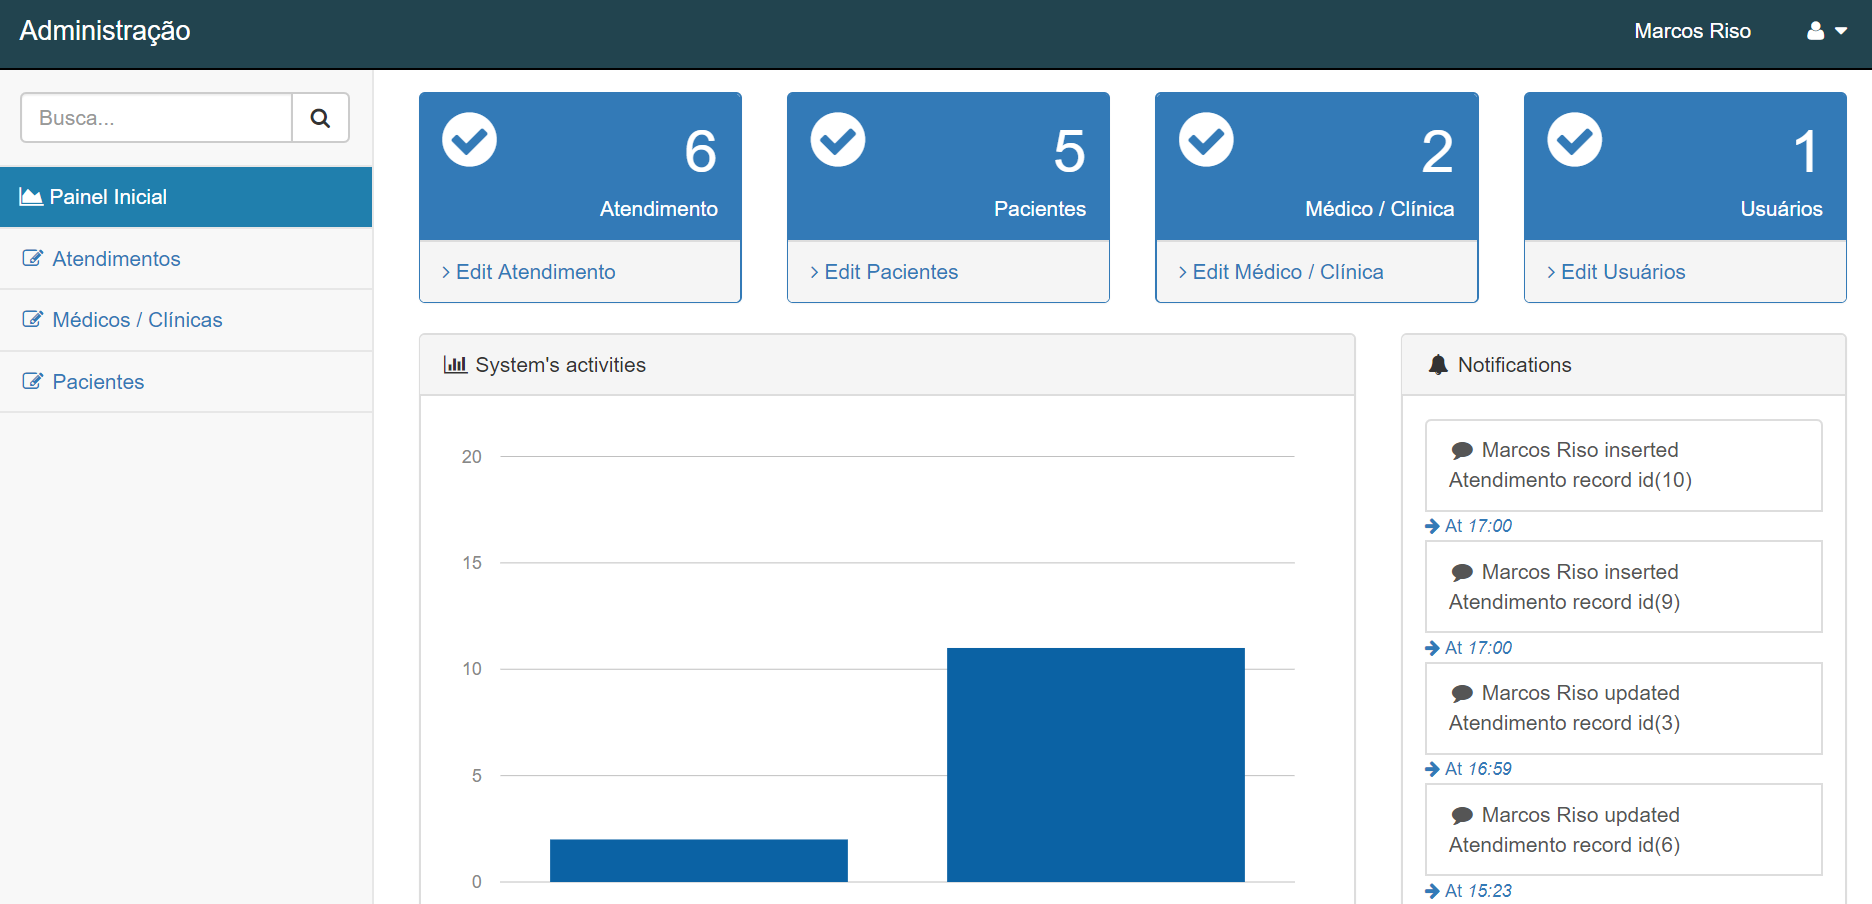 Administração
Marcos Riso
Busca...
Painel Inicial
Atendimentos
Médicos / Clínicas
Pacientes
6
Atendimento
Edit Atendimento
5
Pacientes
Edit Pacientes
2
Médico / Clínica
Edit Médico / Clínica
1
Usuários
Edit Usuários
System's activities
20
15
10
5
0
Notifications
Marcos Riso inserted
Atendimento record id(10)
At 17:00
Marcos Riso inserted
Atendimento record id(9)
At 17:00
Marcos Riso updated
Atendimento record id(3)
At 16:59
Marcos Riso updated
Atendimento record id(6)
At 15:23